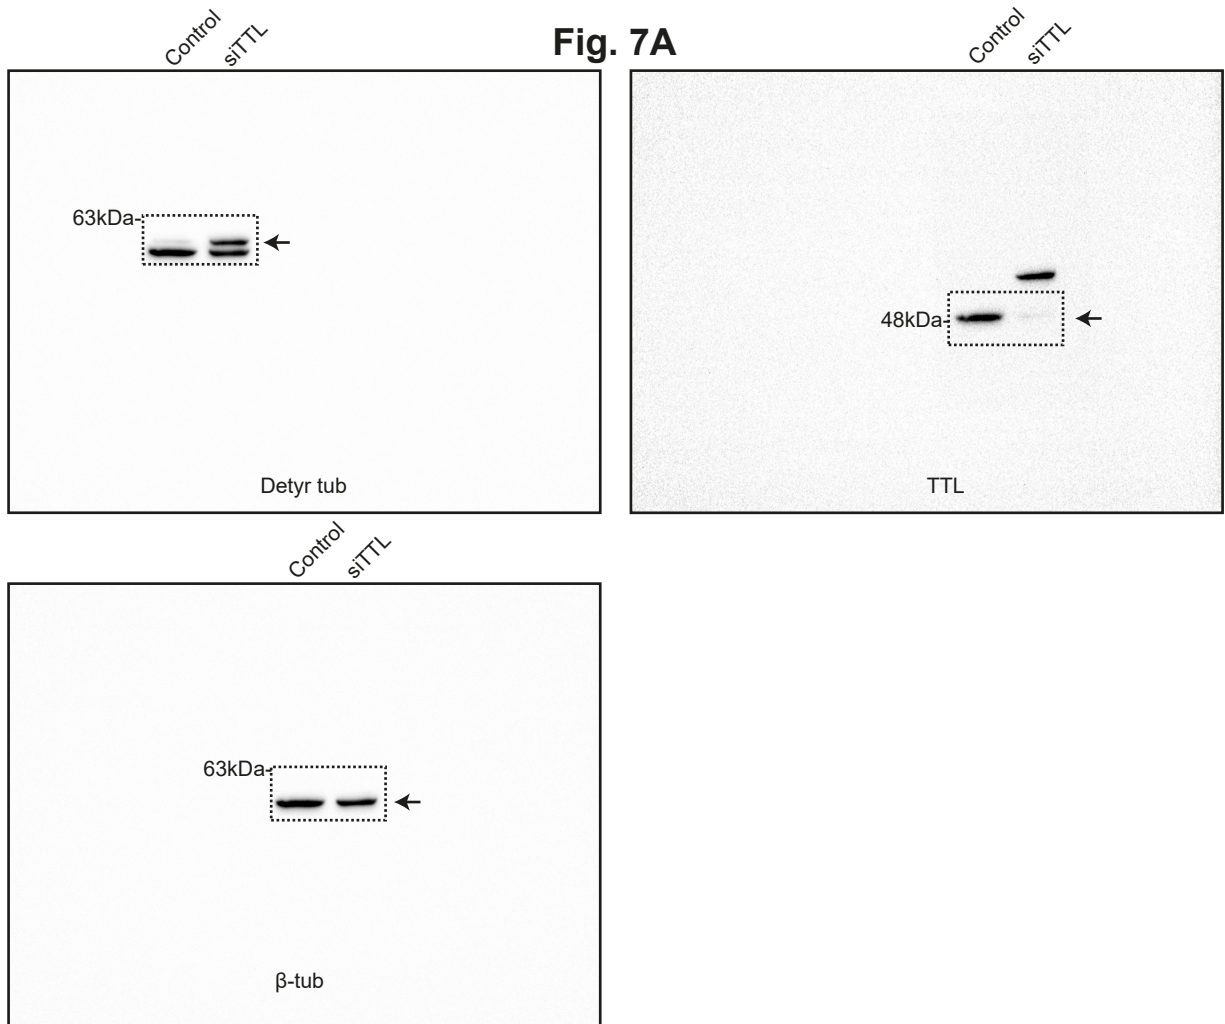 Fig. 7A
Control
siTTL
63kDa-
Detyr tub
Control
siTTL
48kDa-
TTL
Control
siTTL
63kDa-
β-tub